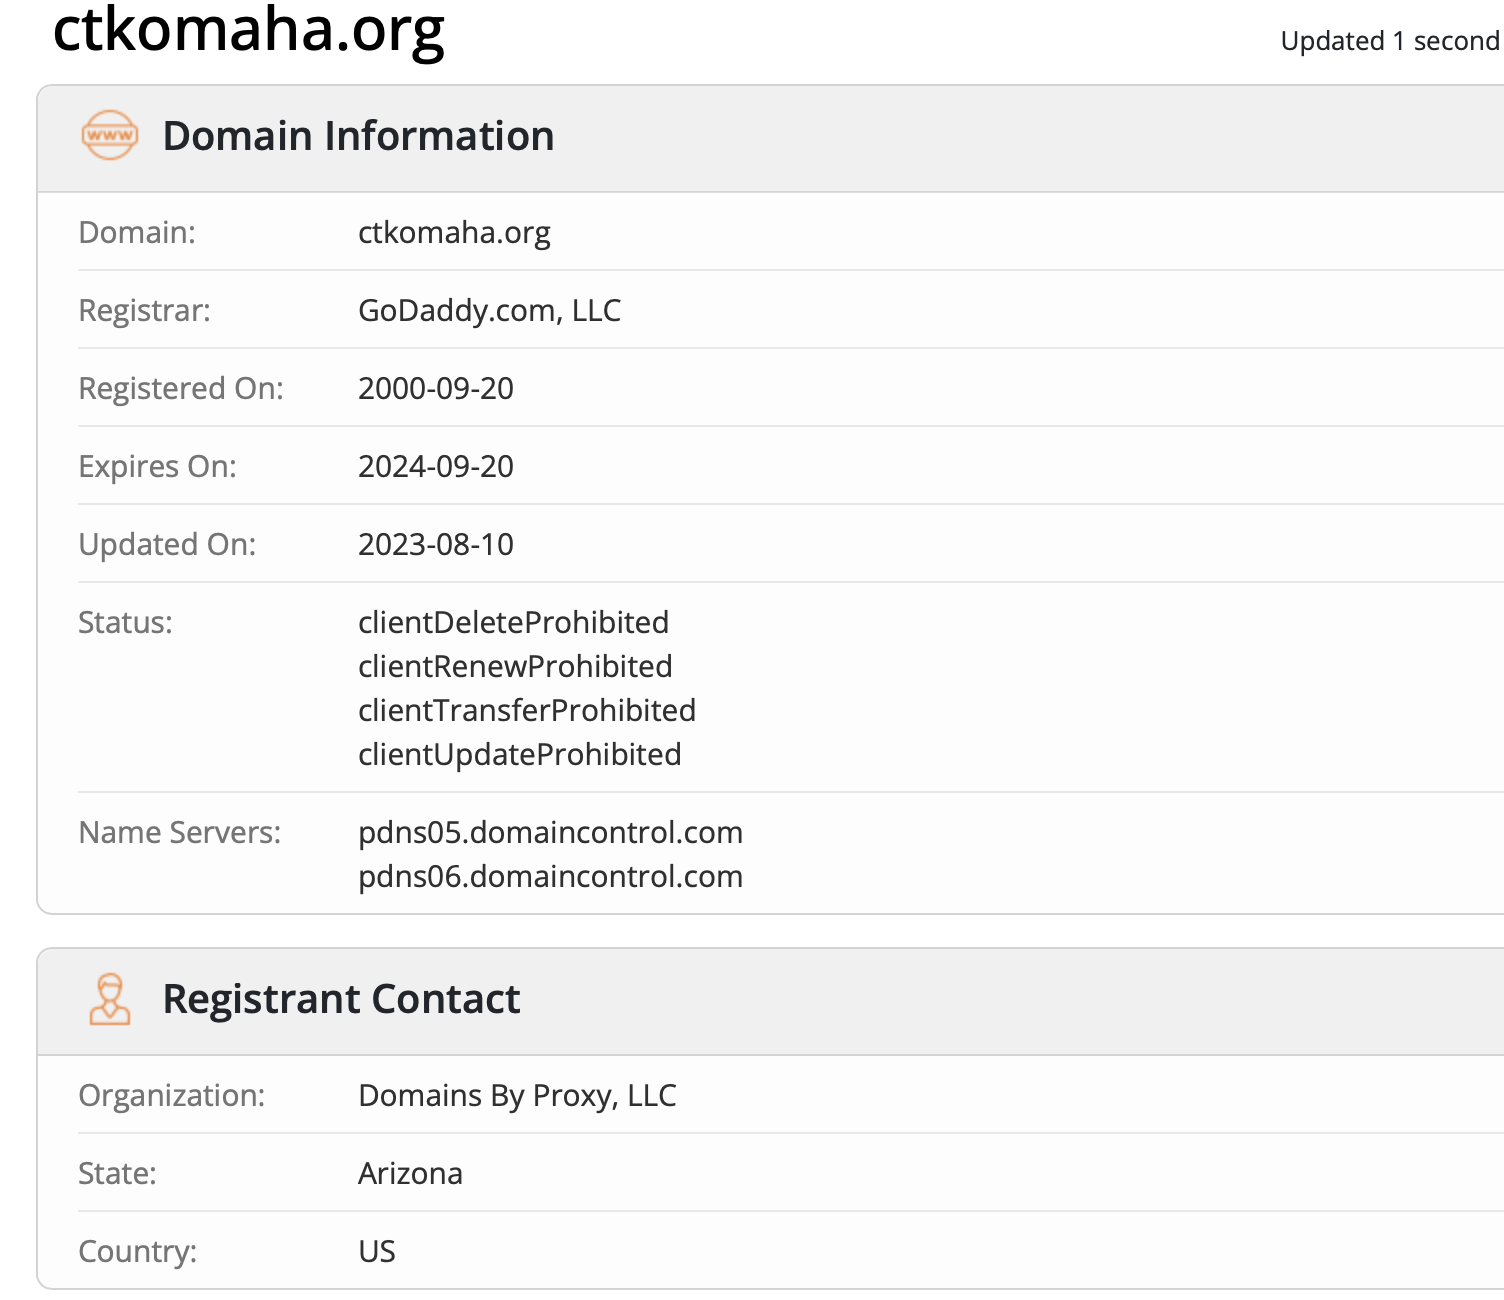 ctkomaha.org
Updated 1 second
www
Domain Information
Domain: ctkomaha.org
Registrar: GoDaddy.com, LLC
Registered On: 2000-09-20
Expires On: 2024-09-20
Updated On: 2023-08-10
Status: clientDeleteProhibited
clientRenewProhibited
clientTransferProhibited
clientUpdateProhibited
Name Servers: pdns05.domaincontrol.com
pdns06.domaincontrol.com
Registrant Contact
Organization: Domains By Proxy, LLC
State: Arizona
Country: US